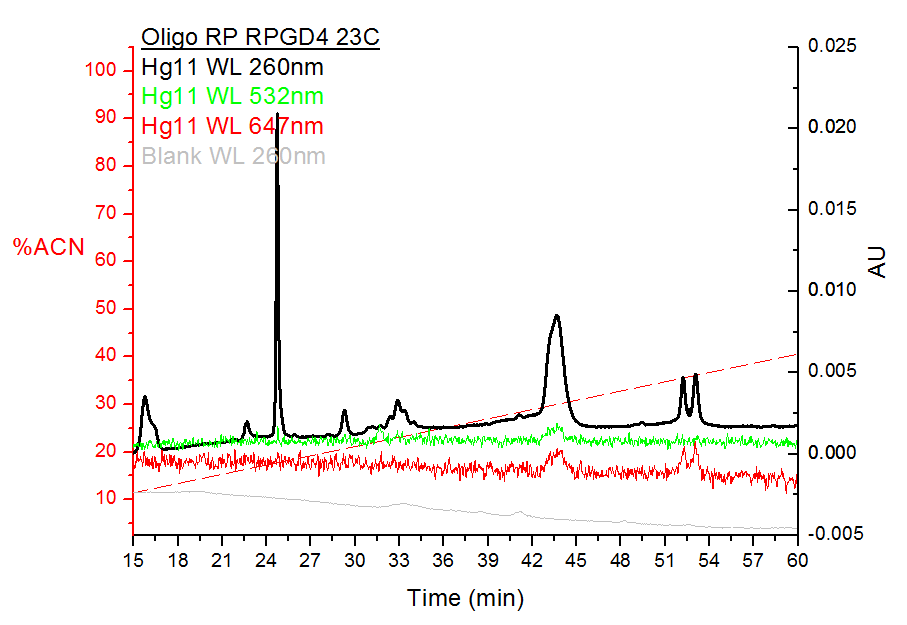 Oligo RP RPGD4 23C
Hg11 WL 260nm
Hg11 WL 532nm
Hg11 WL 647nm
Blank WL 260nm
%ACN
100
90
80
70
60
50
40
30
20
10
0.025
0.020
0.015
0.010
0.005
0.000
-0.005
AU
15 18 21 24 27 30 33 36 39 42 45 48 51 54 57 60
Time (min)